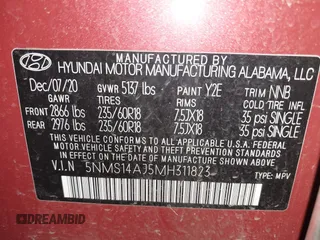 MANUFACTURED BY
HYUNDAI MOTOR MANUFACTURING ALABAMA, LLC
Dec/07/20 GVWR 5137 lbs PAINT Y2E TRIM NNB
GAWR TIRES RIMS COLD TIRE INFL. PR.
FRONT 2866 lbs 235/60R18 7.5JX18 35 psi SINGLE
REAR 2976 lbs 235/60R18 7.5JX18 35 psi SINGLE
THIS VEHICLE CONFORMS TO ALL APPLICABLE FEDERAL MOTOR VEHICLE
SAFETY, BUMPER, AND THEFT PREVENTION STANDARDS IN EFFECT ON THE
DATE OF MANUFACTURE SHOWN ABOVE.
V.I.N 5NMS14AJ5MH311823
TYPE: MPV
DREAMBID